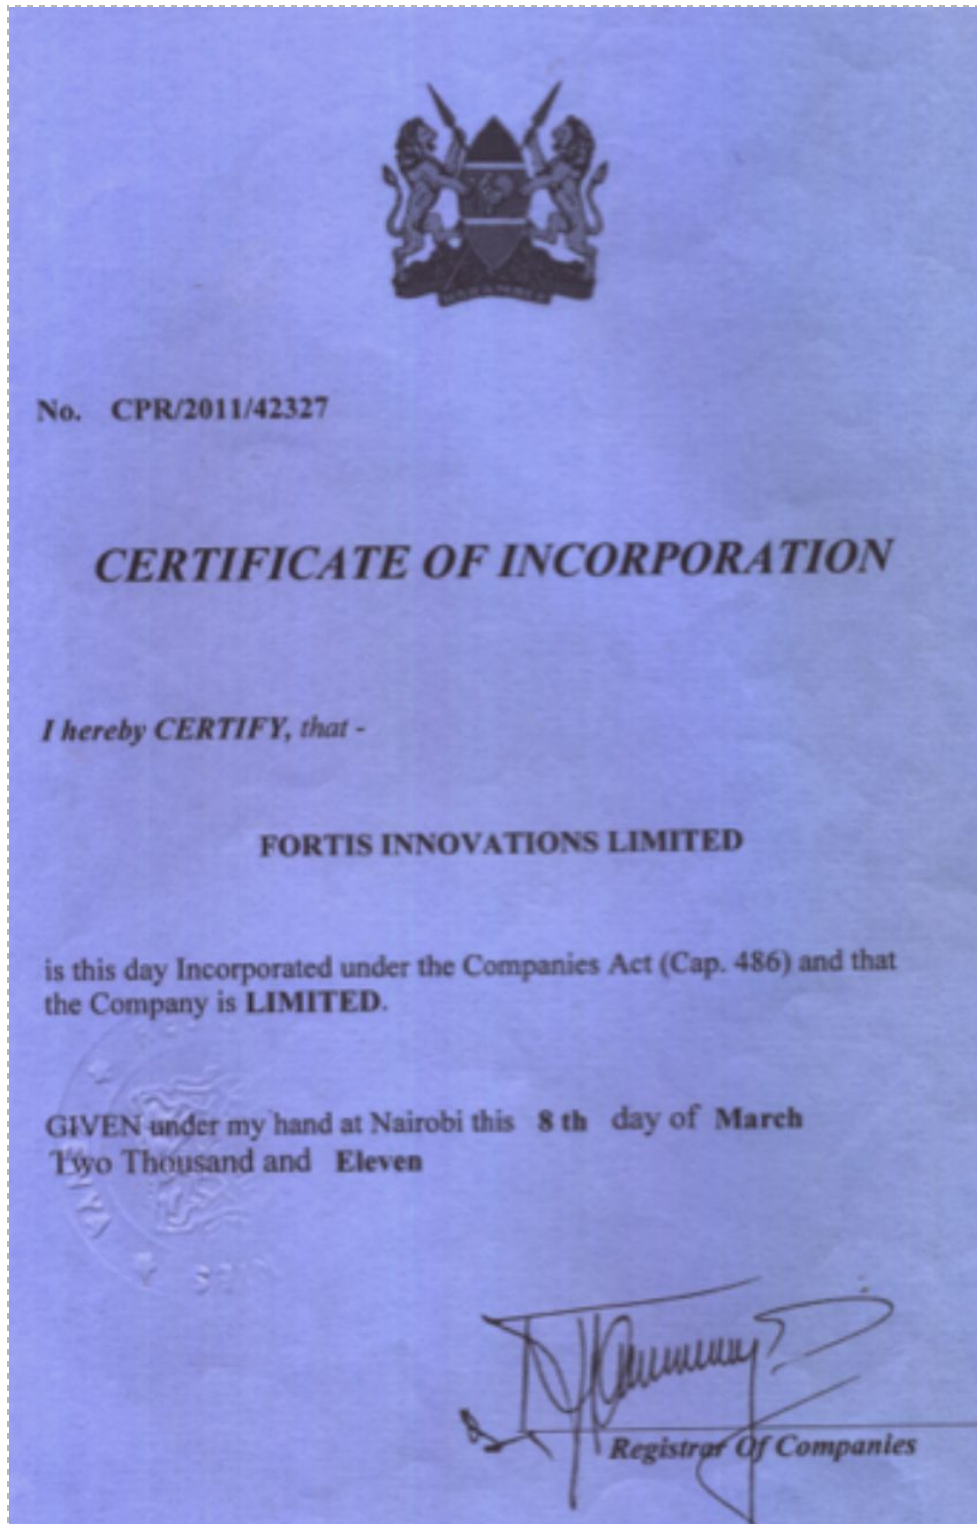 HARAMBEE
No. CPR/2011/42327
CERTIFICATE OF INCORPORATION
I hereby CERTIFY, that -
FORTIS INNOVATIONS LIMITED
is this day Incorporated under the Companies Act (Cap. 486) and that
the Company is LIMITED.
GIVEN under my hand at Nairobi this 8 th day of March
Two Thousand and Eleven
Registrar Of Companies